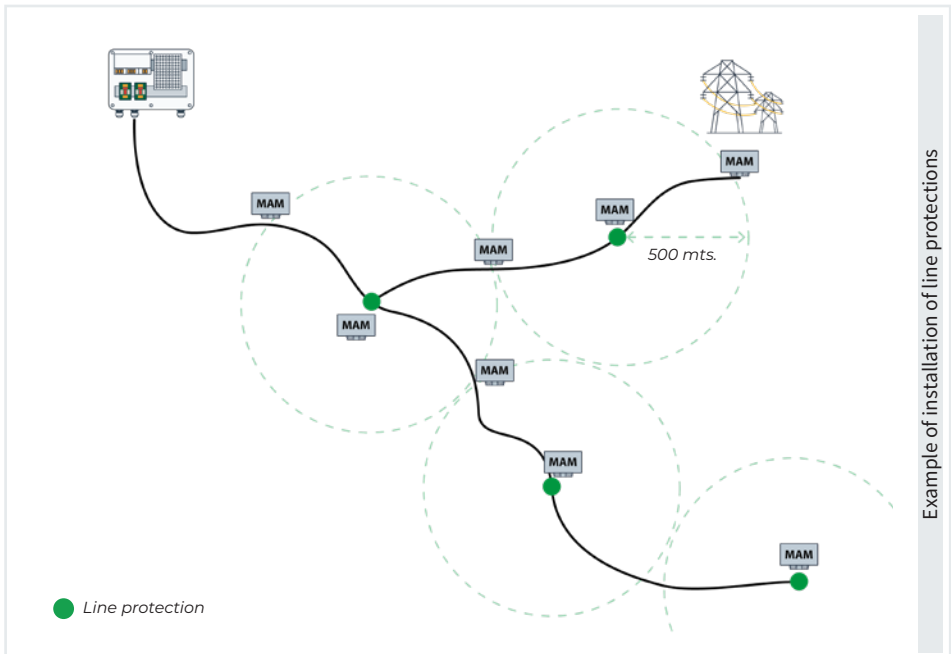 MAM
MAM
MAM
MAM
500 mts.
MAM
MAM
MAM
MAM
Line protection
Example of installation of line protections